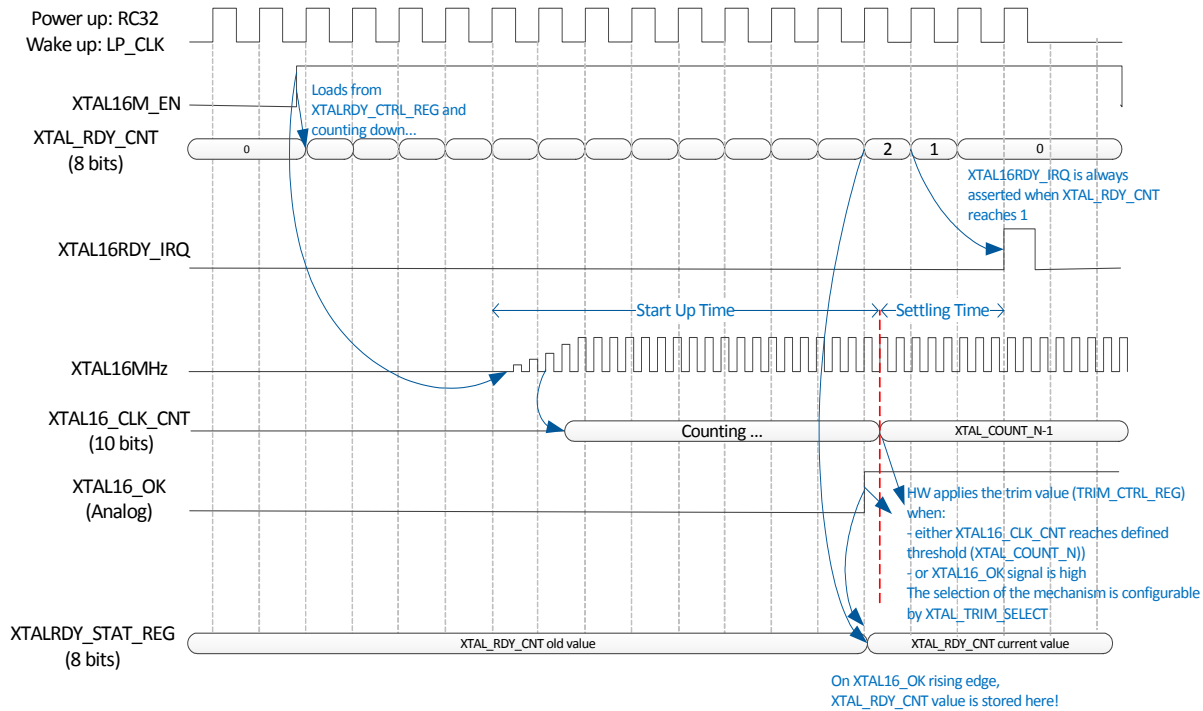 Power up: RC32
Wake up: LP_CLK
XTAL16M_EN
Loads from
XTALRDY_CTRL_REG and
counting down...
XTAL_RDY_CNT
(8 bits)
0
2
1
0
XTAL16RDY_IRQ is always
asserted when XTAL_RDY_CNT
reaches 1
XTAL16RDY_IRQ
Start Up Time
Settling Time
XTAL16MHz
XTAL16_CLK_CNT
(10 bits)
Counting ...
XTAL_COUNT_N-1
XTAL16_OK
(Analog)
HW applies the trim value (TRIM_CTRL_REG)
when:
- either XTAL16_CLK_CNT reaches defined
threshold (XTAL_COUNT_N))
- or XTAL16_OK signal is high
The selection of the mechanism is configurable
by XTAL_TRIM_SELECT
XTALRDY_STAT_REG
(8 bits)
XTAL_RDY_CNT old value
XTAL_RDY_CNT current value
On XTAL16_OK rising edge,
XTAL_RDY_CNT value is stored here!